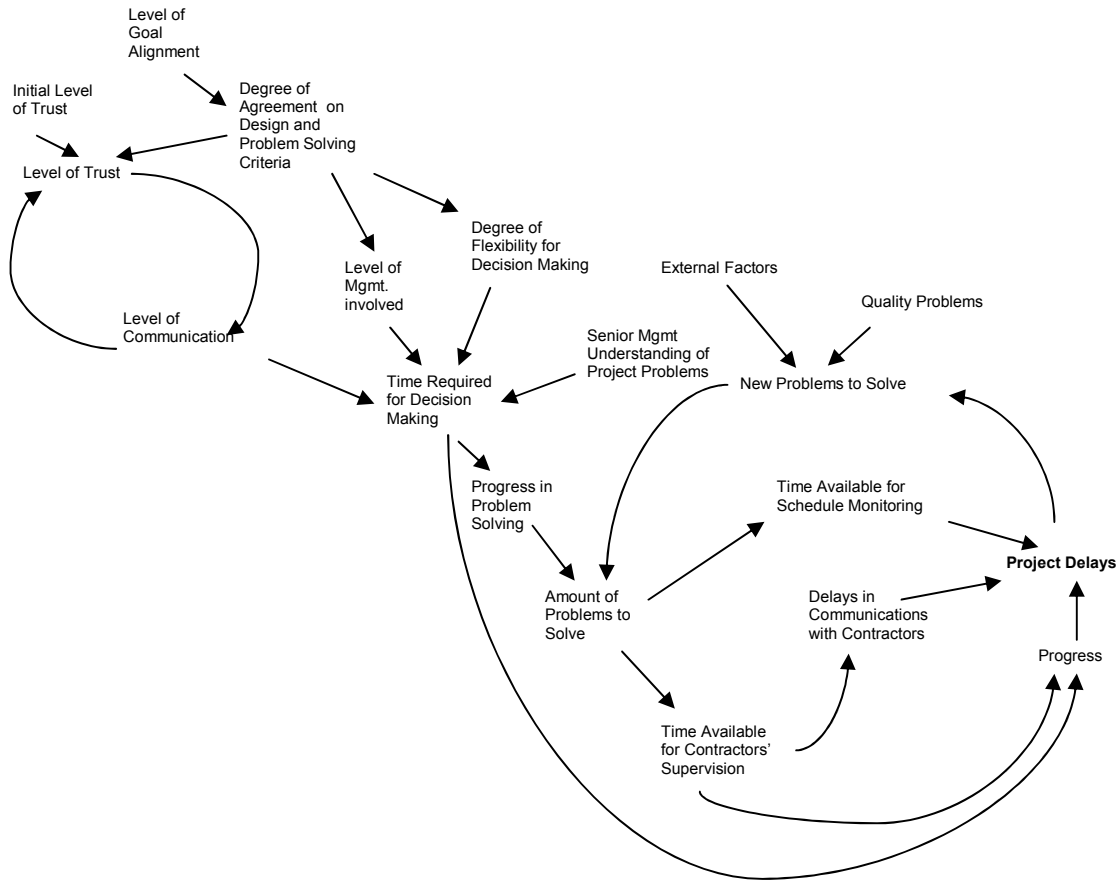 Level of
Goal
Alignment
Initial Level
of Trust
Degree of
Agreement on
Design and
Problem Solving
Criteria
Level of Trust
Degree of
Flexibility for
Decision Making
Level of
Mgmt.
involved
External Factors
Quality Problems
Level of
Communication
Senior Mgmt
Understanding of
Project Problems
Time Required
for Decision
Making
New Problems to Solve
Progress in
Problem
Solving
Time Available for
Schedule Monitoring
Project Delays
Amount of
Problems to
Solve
Delays in
Communications
with Contractors
Progress
Time Available
for Contractors’
Supervision